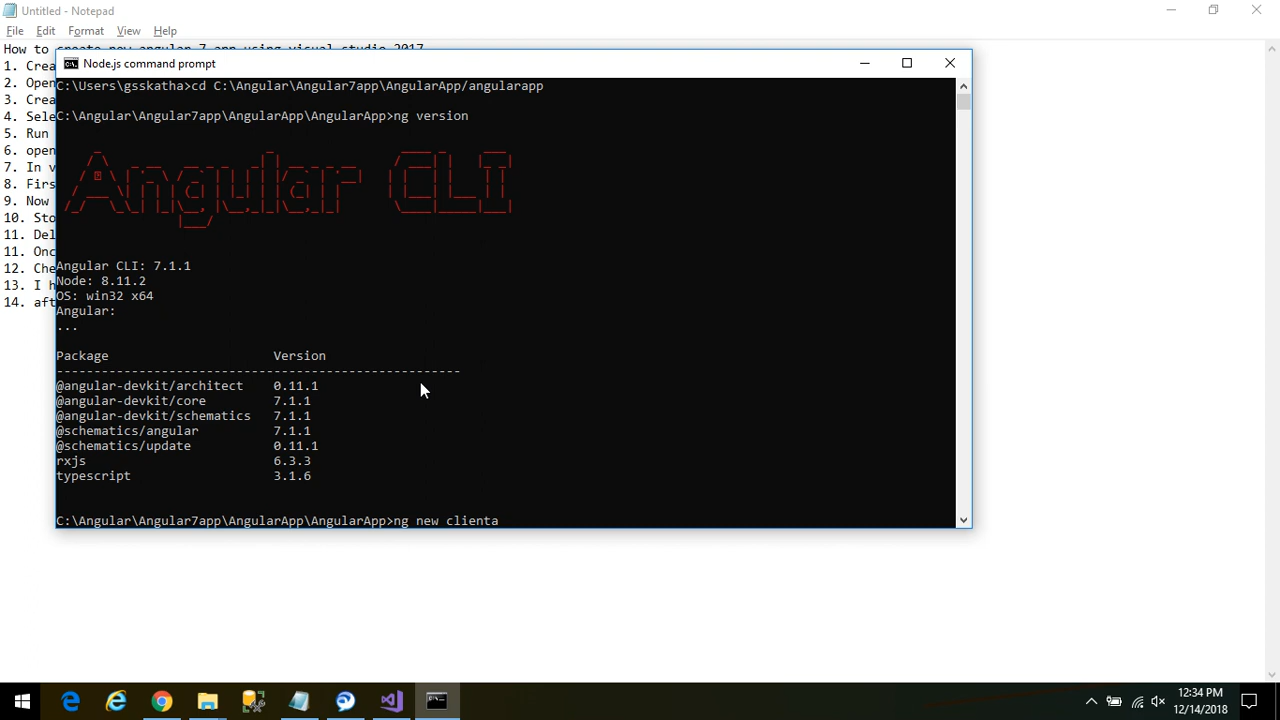 Untitled - Notepad
File Edit Format View Help
How to create new angular 7 app using visual studio 2017
1. Crea
2. Open
3. Crea
4. Sele
5. Run
6. open
7. In v
8. Firs
9. Now
10. Sto
11. Del
11. Onc
12. Che
13. I h
14. aft
Node.js command prompt
C:\Users\gsskatha>cd C:\Angular\Angular7app\AngularApp/angularapp
C:\Angular\Angular7app\AngularApp\AngularApp>ng version
Angular CLI
Angular CLI: 7.1.1
Node: 8.11.2
OS: win32 x64
Angular:
...
Package Version
------------------------------------------------------
@angular-devkit/architect 0.11.1
@angular-devkit/core 7.1.1
@angular-devkit/schematics 7.1.1
@schematics/angular 7.1.1
@schematics/update 0.11.1
rxjs 6.3.3
typescript 3.1.6
C:\Angular\Angular7app\AngularApp\AngularApp>ng new clienta
12:34 PM
12/14/2018